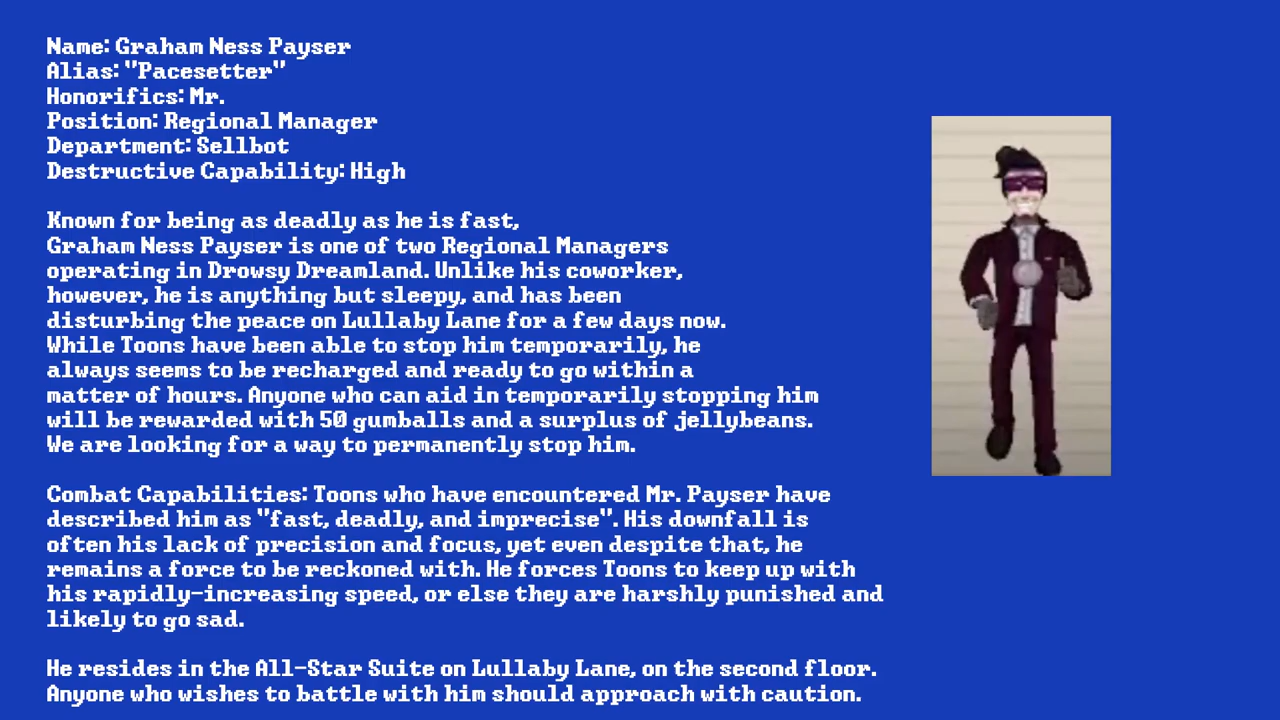 Name: Graham Ness Payser
Alias: "Pacesetter"
Honorifics: Mr.
Position: Regional Manager
Department: Sellbot
Destructive Capability: High
Known for being as deadly as he is fast,
Graham Ness Payser is one of two Regional Managers
operating in Drowsy Dreamland. Unlike his coworker,
however, he is anything but sleepy, and has been
disturbing the peace on Lullaby Lane for a few days now.
While Toons have been able to stop him temporarily, he
always seems to be recharged and ready to go within a
matter of hours. Anyone who can aid in temporarily stopping him
will be rewarded with 50 gumballs and a surplus of jellybeans.
We are looking for a way to permanently stop him.
Combat Capabilities: Toons who have encountered Mr. Payser have
described him as "fast, deadly, and imprecise". His downfall is
often his lack of precision and focus, yet even despite that, he
remains a force to be reckoned with. He forces Toons to keep up with
his rapidly-increasing speed, or else they are harshly punished and
likely to go sad.
He resides in the All-Star Suite on Lullaby Lane, on the second floor.
Anyone who wishes to battle with him should approach with caution.